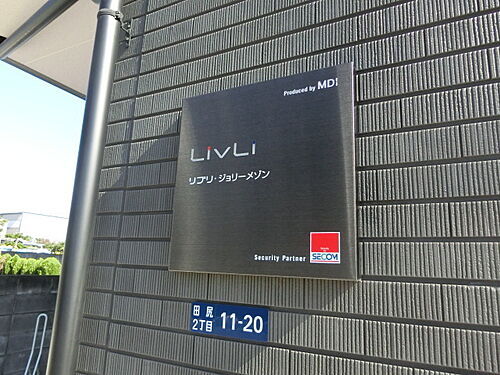 Produced by MDI
LiVLi
リブリ・ジョリーメゾン
Security Partner
SECOM
田尻
2丁目 11-20